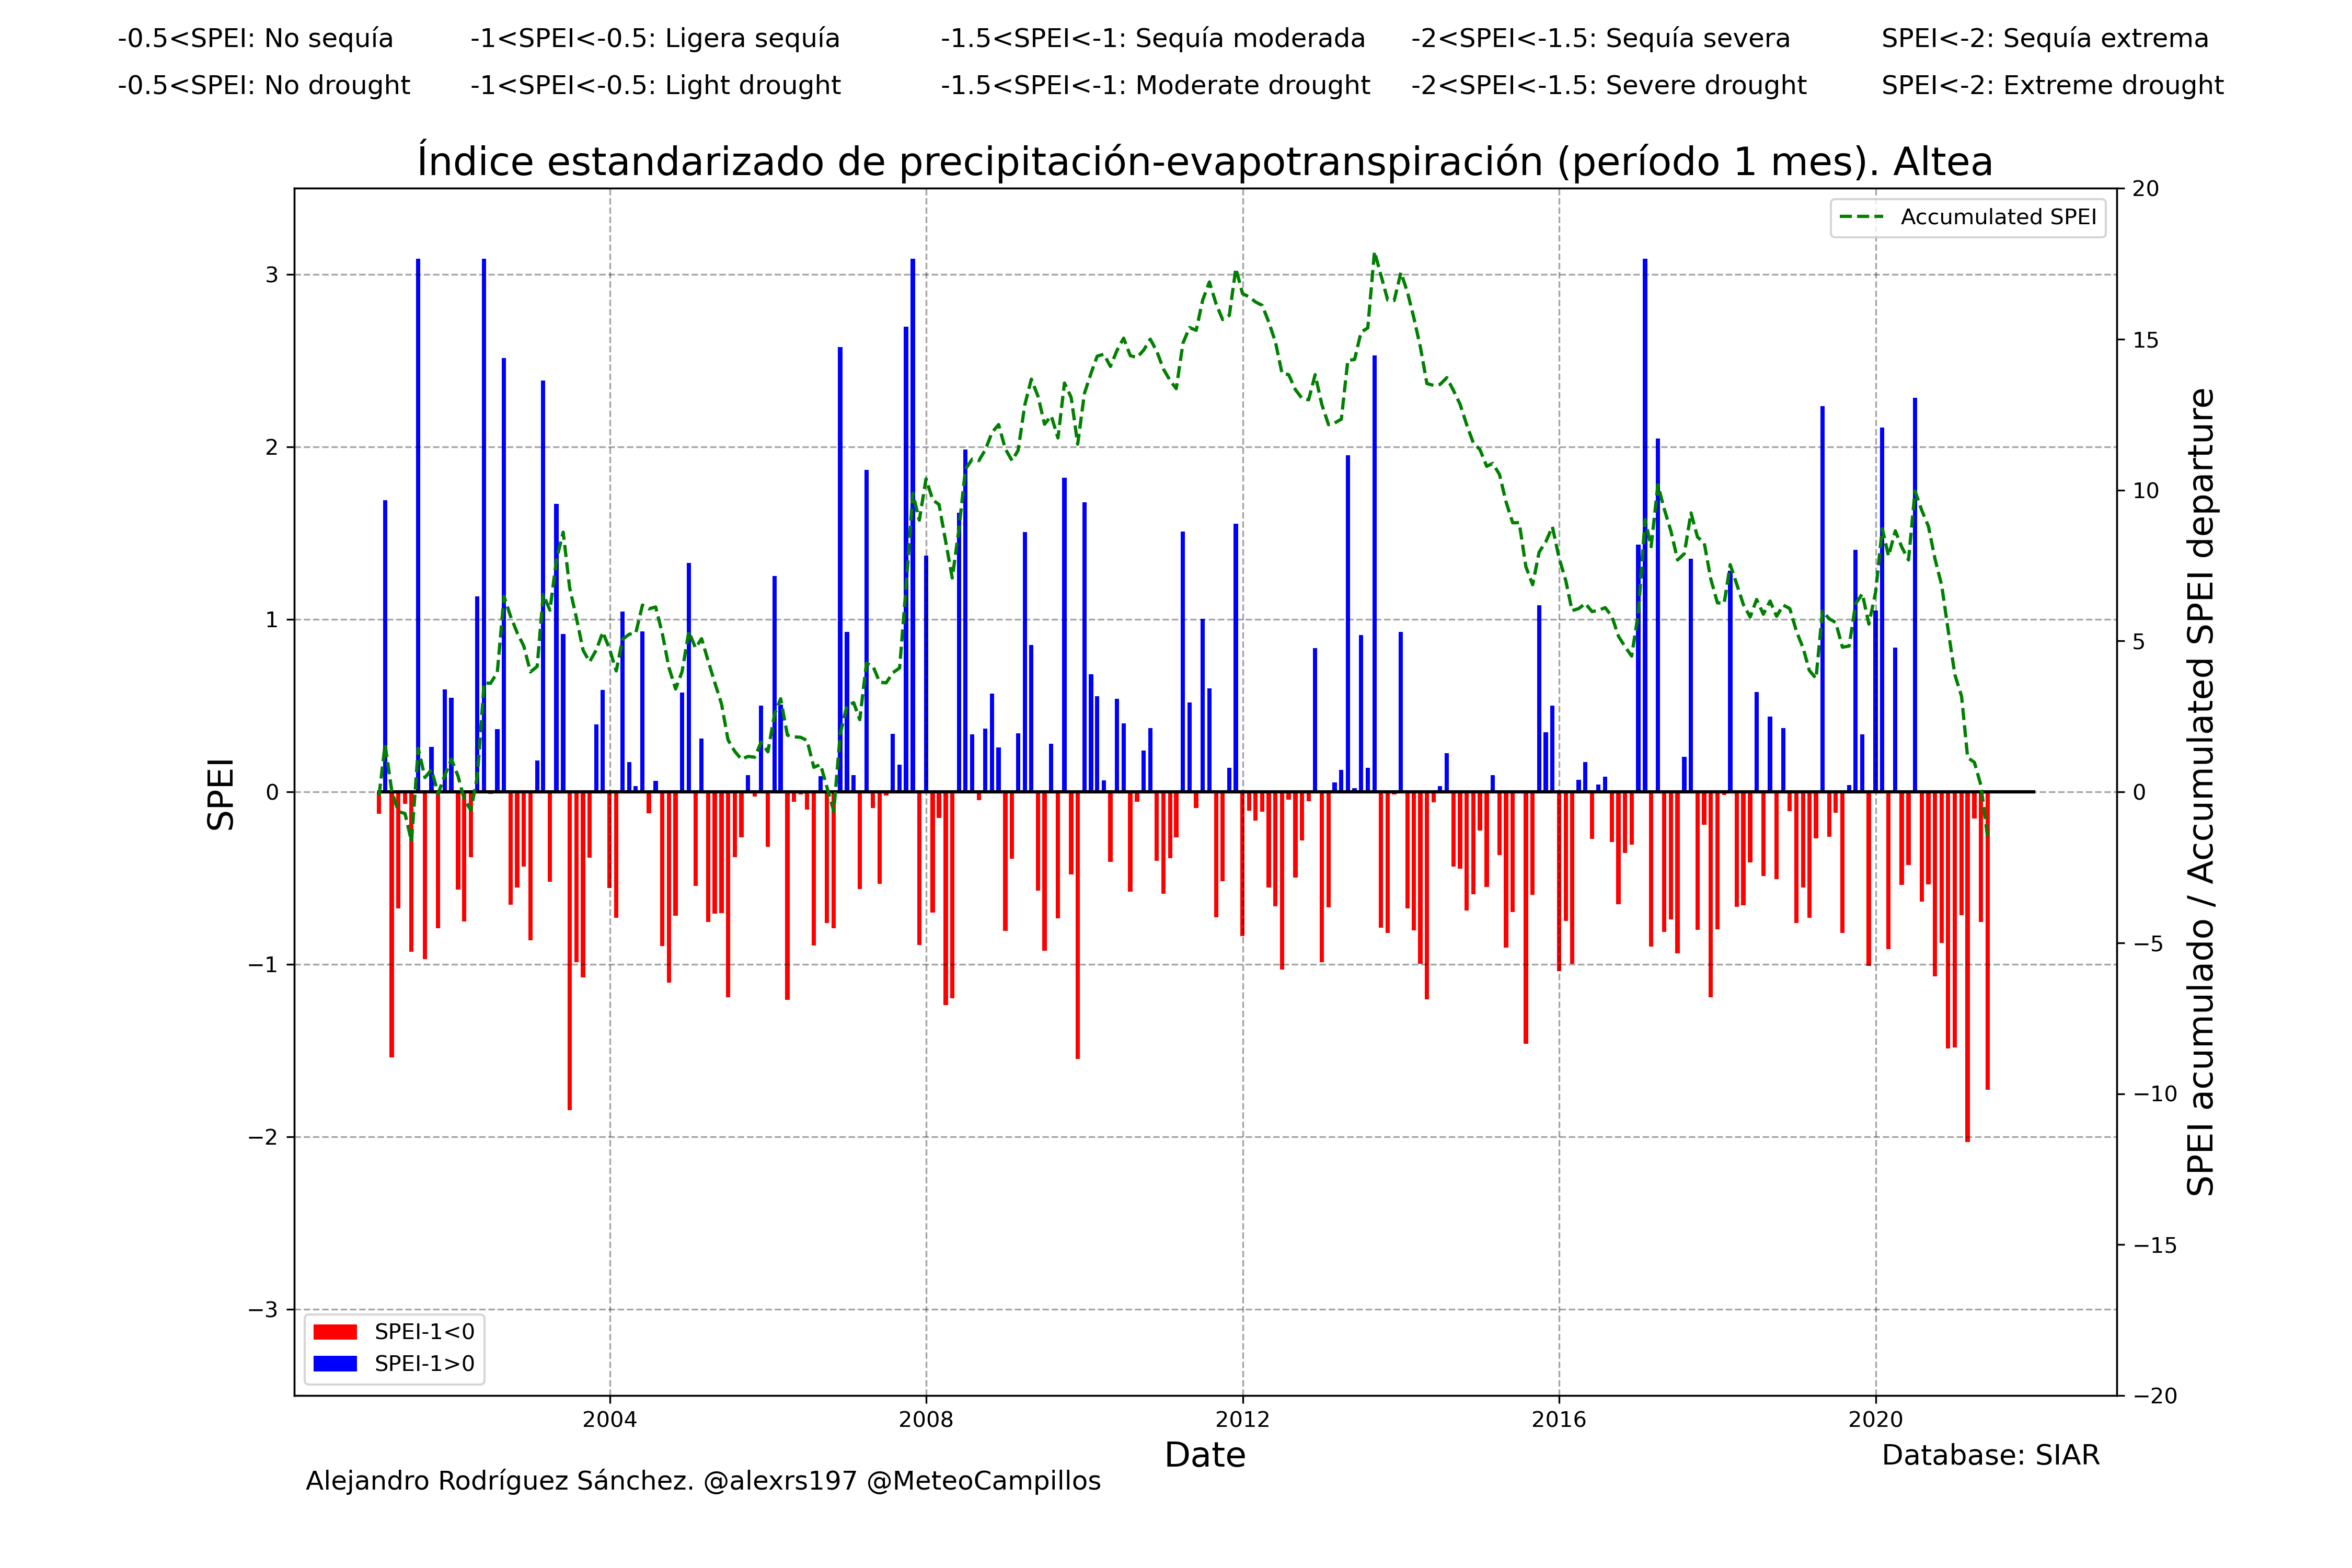 -0.5<SPEI: No sequía -1<SPEI<-0.5: Ligera sequía -1.5<SPEI<-1: Sequía moderada -2<SPEI<-1.5: Sequía severa SPEI<-2: Sequía extrema
-0.5<SPEI: No drought -1<SPEI<-0.5: Light drought -1.5<SPEI<-1: Moderate drought -2<SPEI<-1.5: Severe drought SPEI<-2: Extreme drought
Índice estandarizado de precipitación-evapotranspiración (período 1 mes). Altea
Accumulated SPEI
SPEI
3
2
1
0
−1
−2
−3
20
15
10
5
0
−5
−10
−15
−20
SPEI acumulado / Accumulated SPEI departure
SPEI-1<0
SPEI-1>0
2004 2008 2012 2016 2020
Date
Database: SIAR
Alejandro Rodríguez Sánchez. @alexrs197 @MeteoCampillos